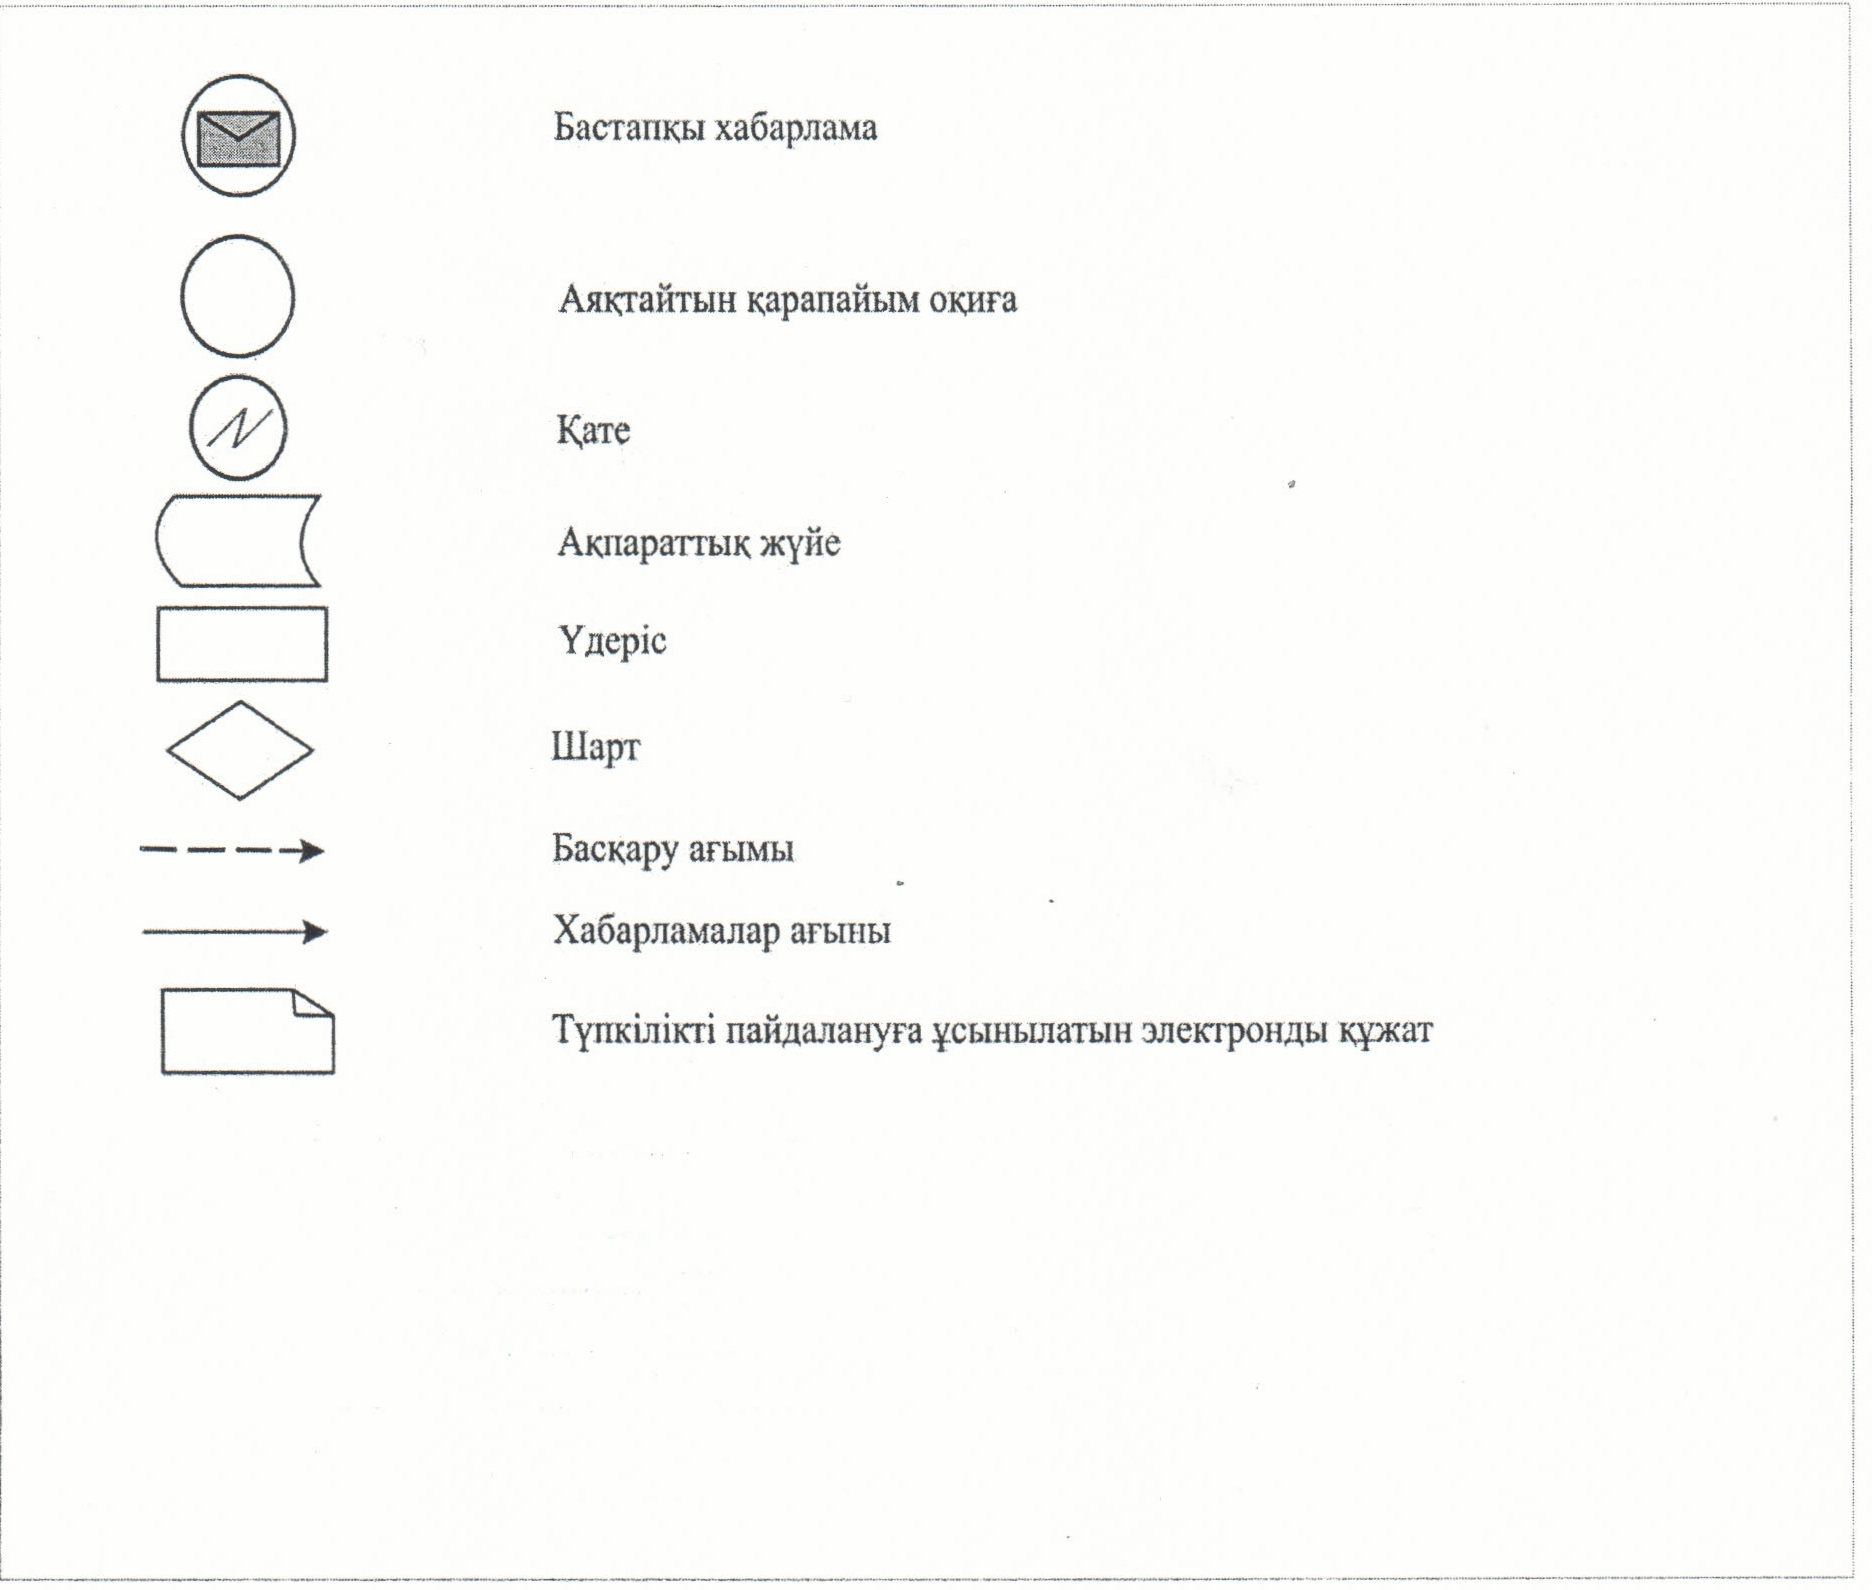 Бастапқы хабарлама
Аяқтайтын қарапайым оқиға
Қате
Ақпараттық жүйе
Үдеріс
Шарт
Басқару ағымы
Хабарламалар ағыны
Түпкілікті пайдалануға ұсынылатын электронды құжат